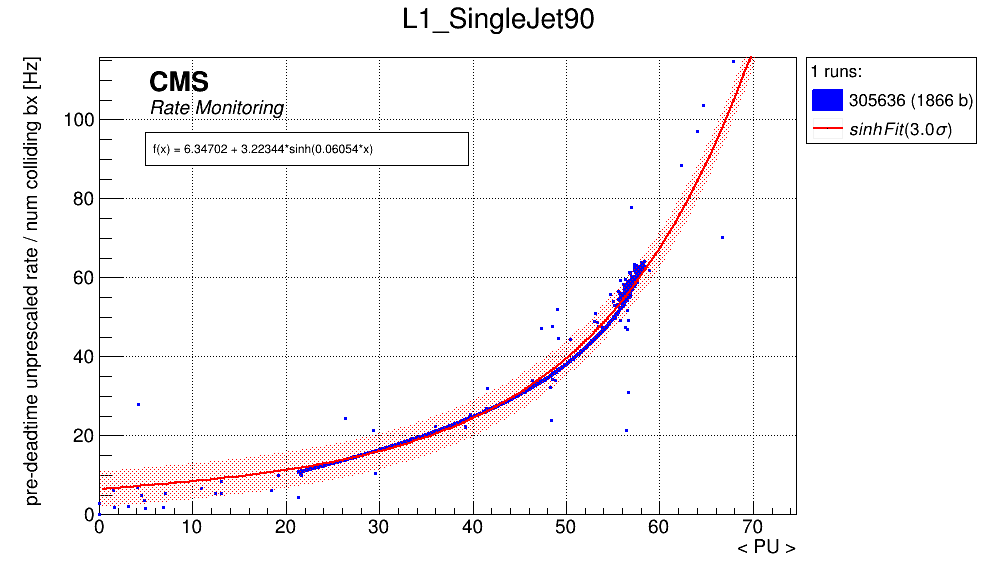 L1_SingleJet90
pre-deadtime unprescaled rate / num colliding bx [Hz]
CMS
Rate Monitoring
f(x) = 6.34702 + 3.22344*sinh(0.06054*x)
1 runs:
305636 (1866 b)
sinhFit(3.0σ)
100
80
60
40
20
0
0 10 20 30 40 50 60 70
< PU >